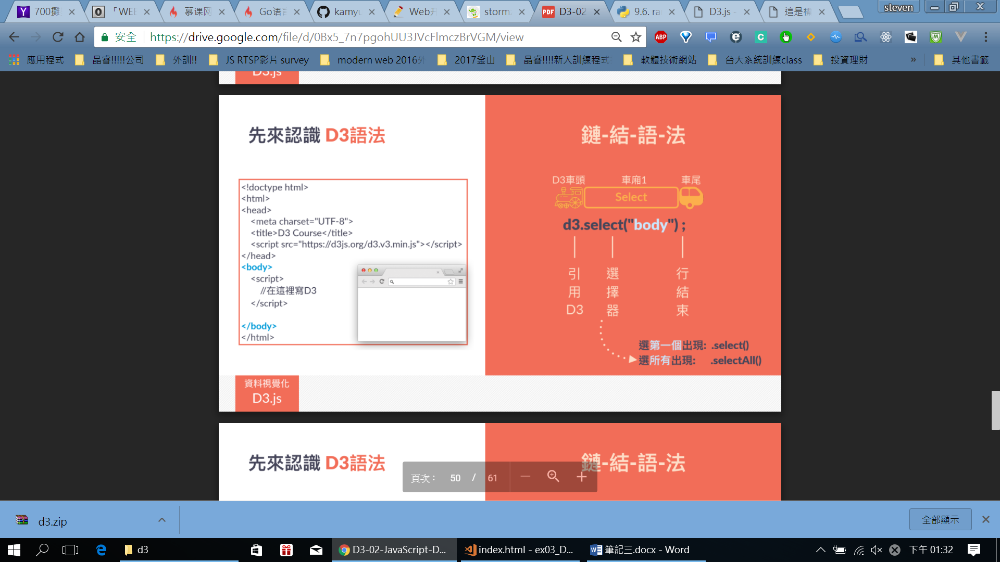 700攤
「WEE
慕课网
Go语言
kamyu
Web开
storm
D3-02
9.6. ra
D3.js -
這是標
steven
安全
https://drive.google.com/file/d/0Bx5_7n7pgohUU3JVcFlmczBrVGM/view
ABP
應用程式
晶睿!!!!!公司
外訓!!
JS RTSP影片 survey
modern web 2016外
2017釜山
晶睿!!!!新人訓練程式
軟體技術網站
台大系統訓練class
投資理財
»
其他書籤
D3.js
先來認識 D3語法
<!doctype html>
<html>
<head>
<meta charset="UTF-8">
<title>D3 Course</title>
<script src="https://d3js.org/d3.v3.min.js"></script>
</head>
<body>
<script>
//在這裡寫D3
</script>
</body>
</html>
鏈-結-語-法
D3車頭 車廂1 車尾
Select
d3.select("body") ;
引用D3
選擇器
行結束
選第一個出現: .select()
選所有出現: .selectAll()
資料視覺化
D3.js
先來認識 D3語法
鏈-結-語-法
頁次： 50 / 61
d3.zip
全部顯示
d3
D3-02-JavaScript-D...
index.html - ex03_D...
筆記三.docx - Word
下午 01:32